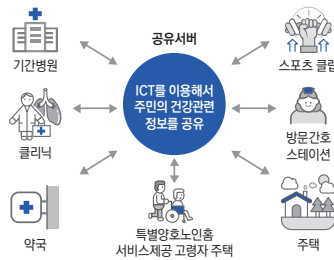 공유서버
기간병원
스포츠 클럽
ICT를 이용해서
주민의 건강관련
정보를 공유
클리닉
방문간호
스테이션
약국
특별양호노인홈
서비스제공 고령자 주택
주택